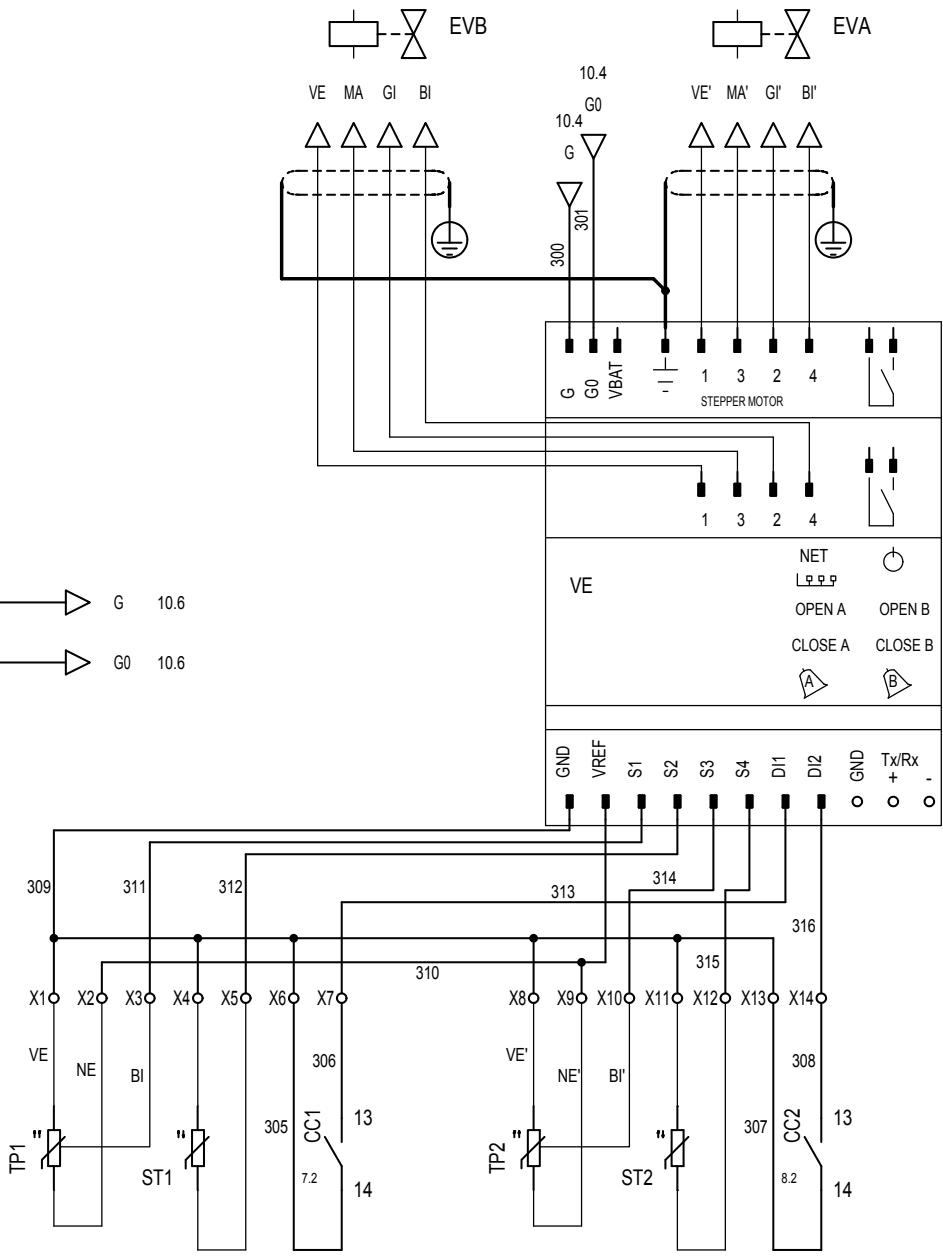 EVB
EVA
10.4
VE MA GI BI
G0
VE' MA' GI' BI'
10.4
G
301
300
G G0 VBAT
1 3 2 4
STEPPER MOTOR
1 3 2 4
NET
VE
G 10.6
OPEN A OPEN B
CLOSE A CLOSE B
G0 10.6
A B
GND VREF S1 S2 S3 S4 DI1 DI2 GND Tx/Rx
+ -
309 311 312 313 314
316
310 315
X1 X2 X3 X4 X5 X6 X7 X8 X9 X10 X11 X12 X13 X14
VE NE BI 306 VE' NE' BI' 308
305 CC1 13 307 CC2 13
TP1 " " TP2 " "
ST1 7.2 14 ST2 8.2 14